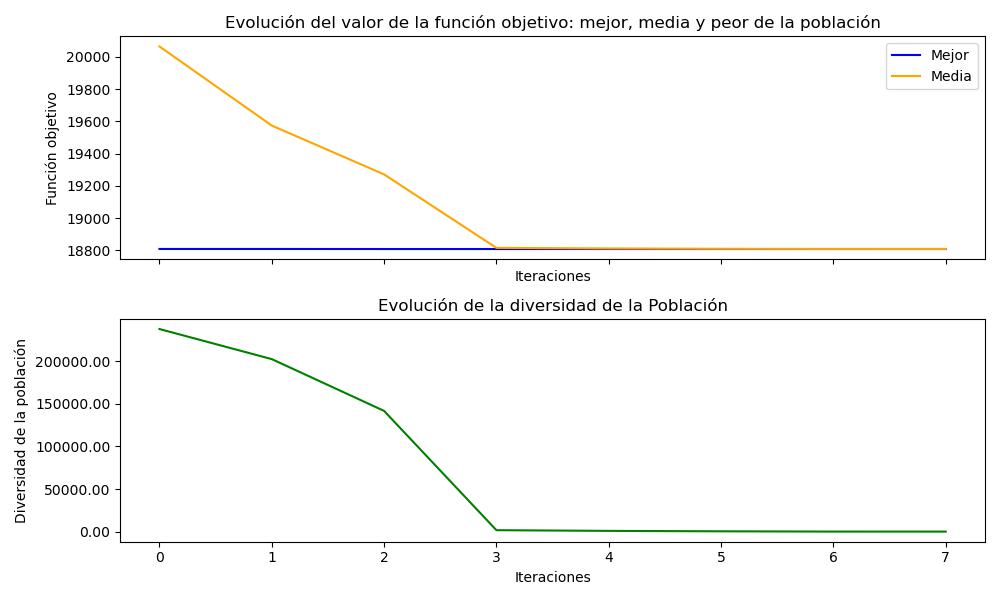 Evolución del valor de la función objetivo: mejor, media y peor de la población
20000
19800
19600
19400
19200
19000
18800
Función objetivo
Mejor
Media
Iteraciones
Evolución de la diversidad de la Población
200000.00
150000.00
100000.00
50000.00
0.00
Diversidad de la población
0 1 2 3 4 5 6 7
Iteraciones